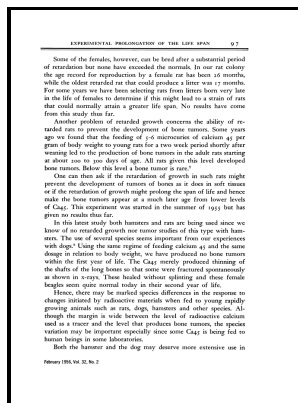 EXPERIMENTAL PROLONGATION OF THE LIFE SPAN 97
Some of the females, however, can be bred after a substantial period
of retardation but none have exceeded the normals. In our rat colony
the age record for reproduction by a female rat has been 26 months,
while the oldest retarded rat that could produce a litter was 17 months.
For some years we have been selecting rats from litters born very late
in the life of females to determine if this might lead to a strain of rats
that could normally attain a greater life span. No results have come
from this study thus far.
Another problem of retarded growth concerns the ability of re-
tarded rats to prevent the development of bone tumors. Some years
ago we found that the feeding of 5-6 microcuries of calcium 45 per
gram of body weight to young rats for a two week period shortly after
weaning led to the production of bone tumors in the adult rats starting
at about 200 to 300 days of age. All rats given this level developed
bone tumors. Below this level a bone tumor is rare.
One can then ask if the retardation of growth in such rats might
prevent the development of tumors of bones as it does in soft tissues
or if the retardation of growth might prolong the span of life and hence
make the bone tumors appear at a much later age from lower levels
of Ca45. This experiment was started in the summer of 1955 but has
given no results thus far.
In this latest study both hamsters and rats are being used since we
know of no retarded growth nor tumor studies of this type with ham-
sters. The use of several species seems important from our experiences
with dogs. Using the same regime of feeding calcium 45 and the same
dosage in relation to body weight, we have produced no bone tumors
within the first year of life. The Ca45 merely produced thinning of
the shafts of the long bones so that some were fractured spontaneously
as shown in x-rays. These healed without splinting and these female
beagles seem quite normal today in their second year of life.
Hence, there may be marked species differences in the response to
changes initiated by radioactive materials when fed to young rapidly
growing animals such as rats, dogs, hamsters and other species. Al-
though the margin is wide between the level of radioactive calcium
used as a tracer and the level that produces bone tumors, the species
variation may be important especially since some Ca45 is being fed to
human beings in some laboratories.
Both the hamster and the dog may deserve more extensive use in
February 1956, Vol. 32, No. 2